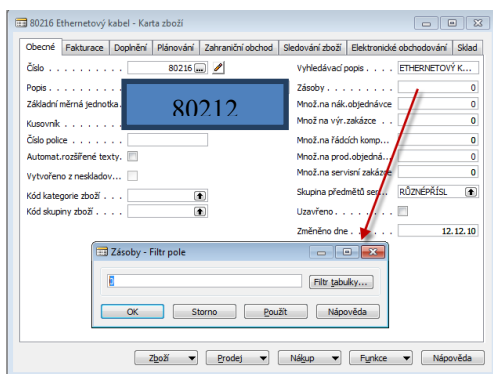 80216 Ethernetový kabel - Karta zboží
Obecné Fakturace Doplnění Plánování Zahraniční obchod Sledování zboží Elektronické obchodování Sklad
Číslo . . . . . . . . . . 80216 Vyhledávací popis . . . . ETHERNETOVÝ K...
Popis . . . . . . . . . . Zásoby . . . . . . . . . 0
80212
Základní měrná jednotka . Množ.na nák.objednávce 0
Kusovník . . . . . . . . Množ na výr.zakázce . . 0
Číslo police . . . . . . . Množ.na řádcích komp... 0
Automat.rozšířené texty. Množ.na prod.objedná... 0
Vytvořeno z neskladov... Množ.na servisní zakázce 0
Kód kategorie zboží . . . . Skupina předmětů ser... RŮZNÉPŘÍSL
Kód skupiny zboží . . . . Uzavřeno . . . . . . . .
Změněno dne . . . . . . 12. 12. 10
Zásoby - Filtr pole
Filtr tabulky...
OK Storno Použít Nápověda
Zboží Prodej Nákup Funkce Nápověda